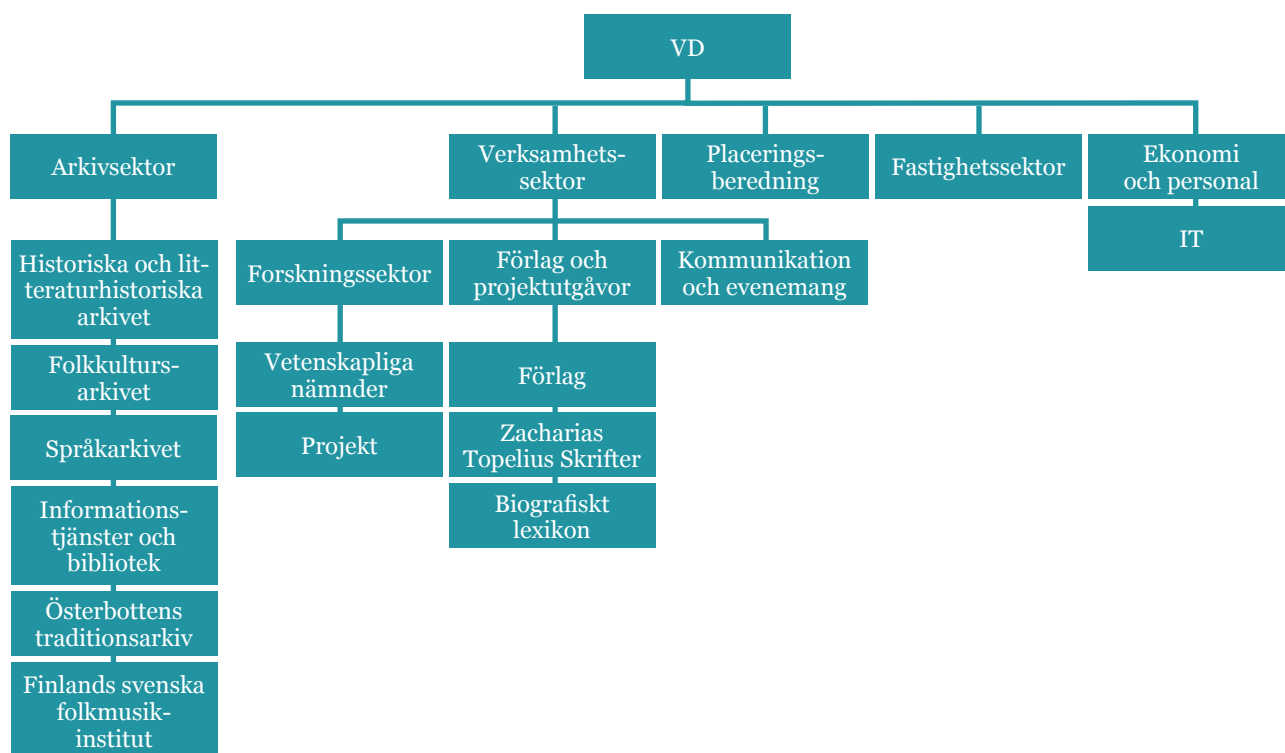 VD
Arkivsektor
Verksamhets-
sektor
Placerings-
beredning
Fastighetssektor
Ekonomi
och personal
IT
Historiska och lit-
teraturhistoriska
arkivet
Folkkulturs-
arkivet
Språkarkivet
Informations-
tjänster och
bibliotek
Österbottens
traditionsarkiv
Finlands svenska
folkmusik-
institut
Forskningssektor
Vetenskapliga
nämnder
Projekt
Förlag och
projektutgåvor
Förlag
Zacharias
Topelius Skrifter
Biografiskt
lexikon
Kommunikation
och evenemang